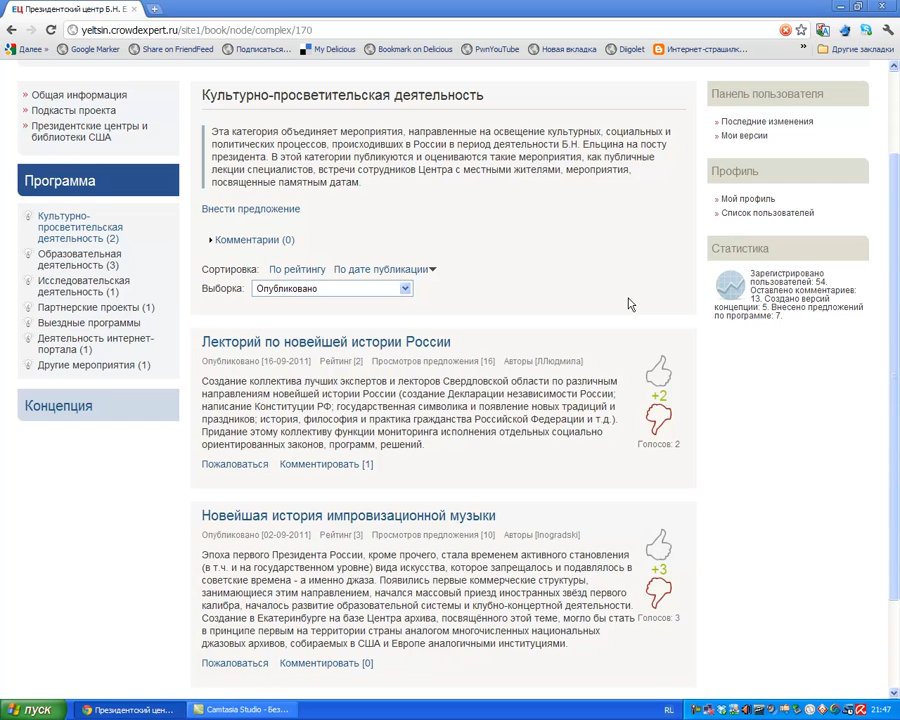 Президентский центр Б.Н. Е.
yeltsin.crowdexpert.ru/site1/book/node/complex/170
Далее »
Google Marker
Share on FriendFeed
Подписаться...
My Delicious
Bookmark on Delicious
PwnYouTube
Новая вкладка
Diigolet
Интернет-страшилк...
»
Другие закладки
» Общая информация
» Подкасты проекта
» Президентские центры и
библиотеки США
Программа
Культурно-
просветительская
деятельность (2)
Образовательная
деятельность (3)
Исследовательская
деятельность (1)
Партнерские проекты (1)
Выездные программы
Деятельность интернет-
портала (1)
Другие мероприятия (1)
Концепция
Культурно-просветительская деятельность
Эта категория объединяет мероприятия, направленные на освещение культурных, социальных и
политических процессов, происходивших в России в период деятельности Б.Н. Ельцина на посту
президента. В этой категории публикуются и оцениваются такие мероприятия, как публичные
лекции специалистов, встречи сотрудников Центра с местными жителями, мероприятия,
посвященные памятным датам.
Внести предложение
Комментарии (0)
Сортировка: По рейтингу По дате публикации
Выборка: Опубликовано
Лекторий по новейшей истории России
Опубликовано [16-09-2011] Рейтинг [2] Просмотров предложения [16] Авторы [ЛЛюдмила]
Создание коллектива лучших экспертов и лекторов Свердловской области по различным
направлениям новейшей истории России (создание Декларации независимости России;
написание Конституции РФ; государственная символика и появление новых традиций и
праздников; история, философия и практика гражданства Российской Федерации и т.д.).
Придание этому коллективу функции мониторинга исполнения отдельных социально
ориентированных законов, программ, решений.
+2
Голосов: 2
Пожаловаться Комментировать [1]
Новейшая история импровизационной музыки
Опубликовано [02-09-2011] Рейтинг [3] Просмотров предложения [10] Авторы [Inogradski]
Эпоха первого Президента России, кроме прочего, стала временем активного становления
(в т.ч. и на государственном уровне) вида искусства, которое запрещалось и подавлялось в
советские времена - а именно джаза. Появились первые коммерческие структуры,
занимающиеся этим направлением, начался массовый приезд иностранных звёзд первого
калибра, началось развитие образовательной системы и клубно-концертной деятельности.
Создание в Екатеринбурге на базе Центра архива, посвящённого этой теме, могло бы стать
в принципе первым на территории страны аналогом многочисленных национальных
джазовых архивов, собираемых в США и Европе аналогичными институциями.
+3
Голосов: 3
Пожаловаться Комментировать [0]
Панель пользователя
» Последние изменения
» Мои версии
Профиль
» Мой профиль
» Список пользователей
Статистика
Зарегистрировано
пользователей: 54.
Оставлено комментариев:
13. Создано версий
концепции: 5. Внесено предложений
по программе: 7.
пуск
Президентский цен...
Camtasia Studio - Без...
RL
21:47